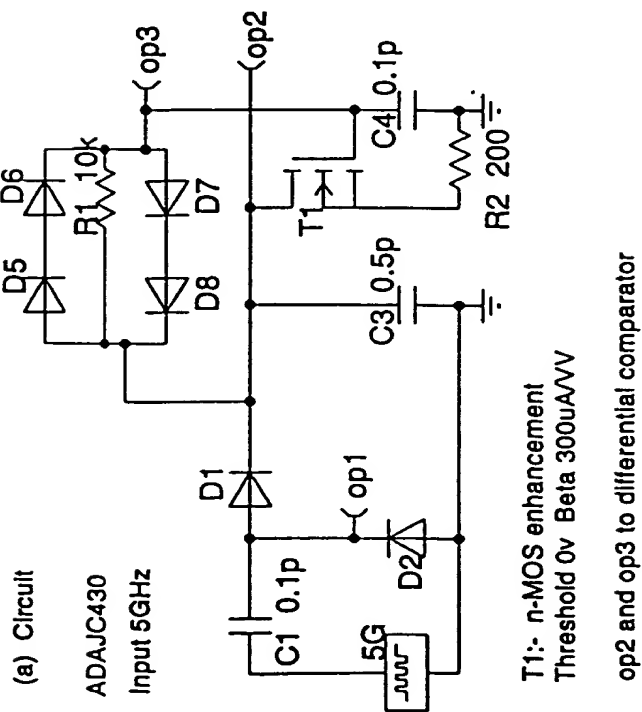 (a) Circuit
ADAJC430
Input 5GHz
D5
D6
R1 10k
D8
D7
op3
op2
D1
op1
C1 0.1p
D2
5G
C3 0.5p
T1
C4 0.1p
R2 200
T1:- n-MOS enhancement
Threshold 0v Beta 300uA/VV
op2 and op3 to differential comparator